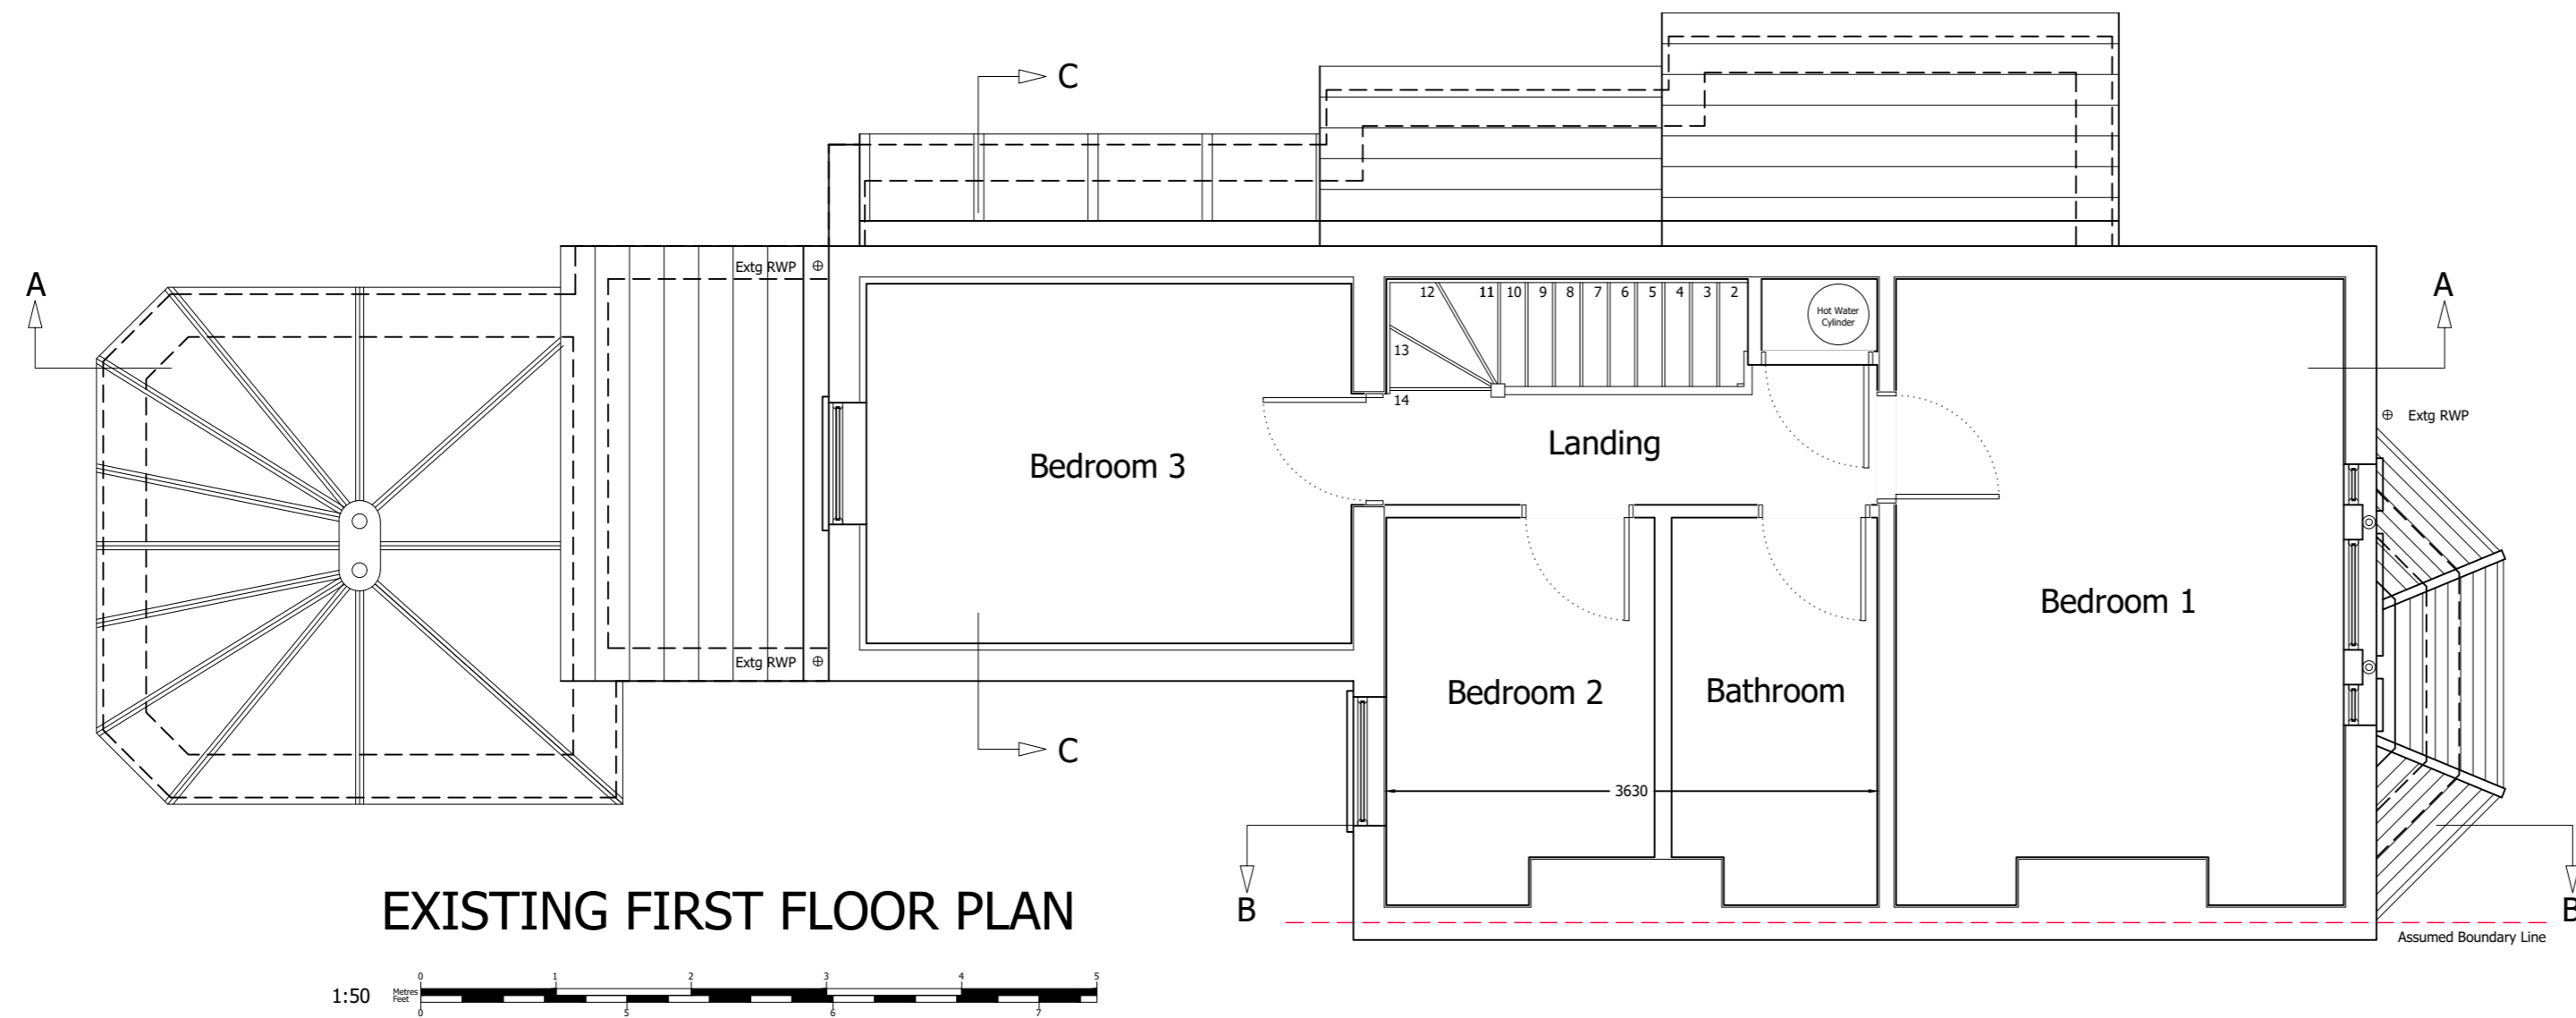 C
A
Extg RWP
12 11 10 9 8 7 6 5 4 3 2
Hot Water
Cylinder
A
13
14
Extg RWP
Landing
Bedroom 3
Bedroom 1
Extg RWP
Bedroom 2
Bathroom
C
3630
B
B
EXISTING FIRST FLOOR PLAN
Assumed Boundary Line
1:50
Metres
Feet
0 1 2 3 4 5
0 5 6 7